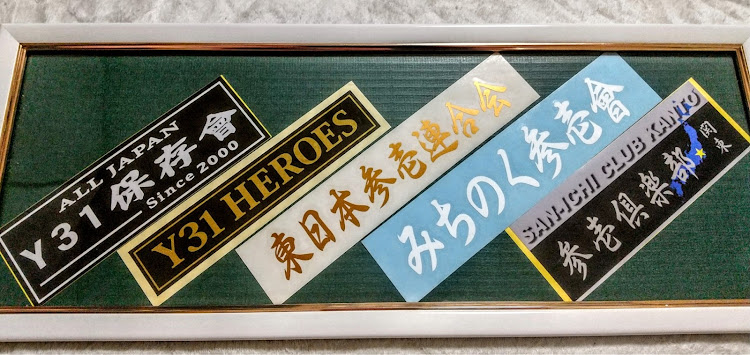 ALL JAPAN
Y31保存會
Since 2000
Y31 HEROES
東日本参壱連合会
みちのく参壱會
SAN-ICHI CLUB KANTO
参壱倶楽部
関東